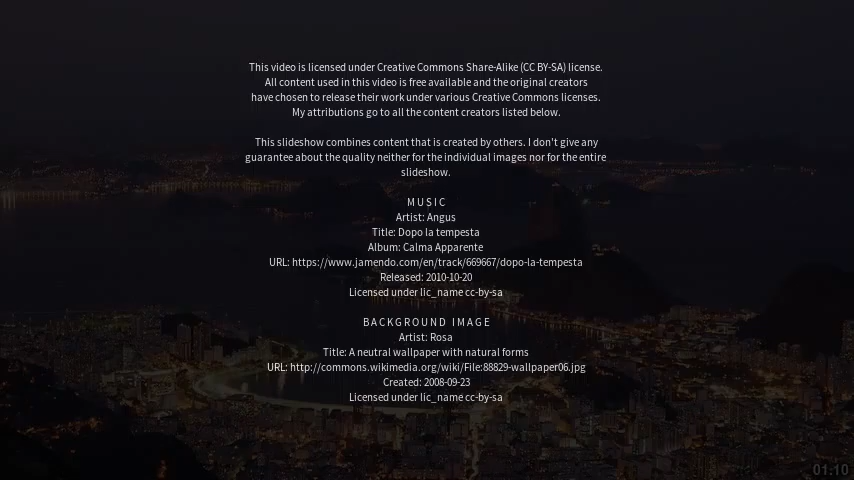 This video is licensed under Creative Commons Share-Alike (CC BY-SA) license.
All content used in this video is free available and the original creators
have chosen to release their work under various Creative Commons licenses.
My attributions go to all the content creators listed below.
This slideshow combines content that is created by others. I don't give any
guarantee about the quality neither for the individual images nor for the entire
slideshow.
MUSIC
Artist: Angus
Title: Dopo la tempesta
Album: Calma Apparente
URL: https://www.jamendo.com/en/track/669667/dopo-la-tempesta
Released: 2010-10-20
Licensed under lic_name cc-by-sa
BACKGROUND IMAGE
Artist: Rosa
Title: A neutral wallpaper with natural forms
URL: http://commons.wikimedia.org/wiki/File:88829-wallpaper06.jpg
Created: 2008-09-23
Licensed under lic_name cc-by-sa
01:10